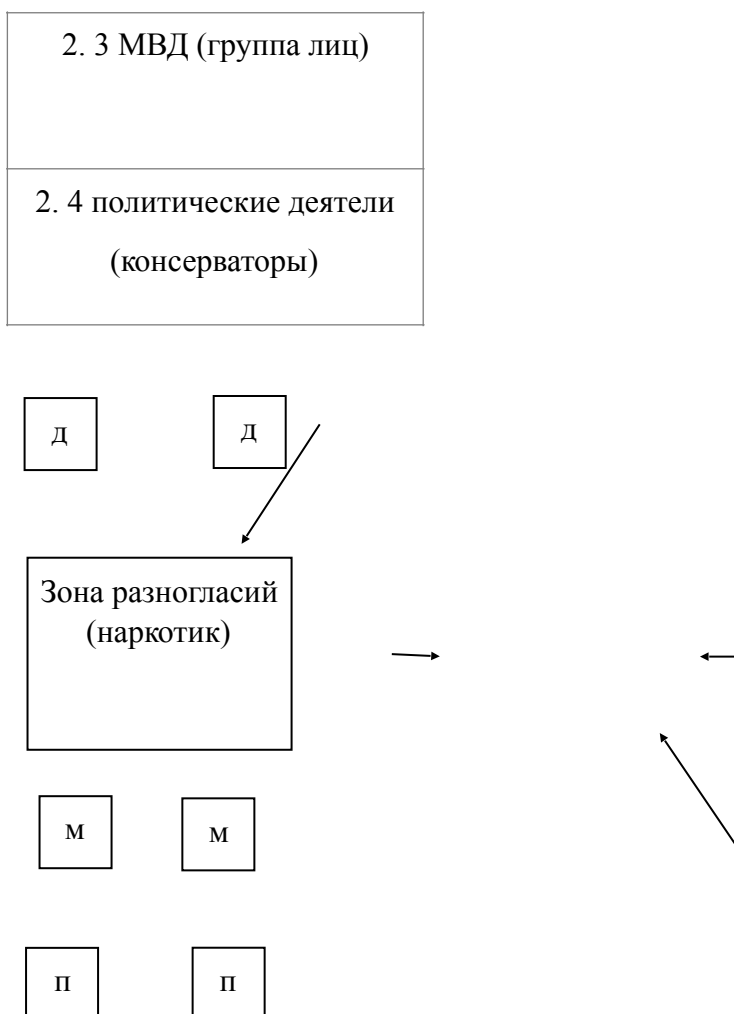 2. 3 МВД (группа лиц)
2. 4 политические деятели
(консерваторы)
д
д
Зона разногласий
(наркотик)
м
м
п
п